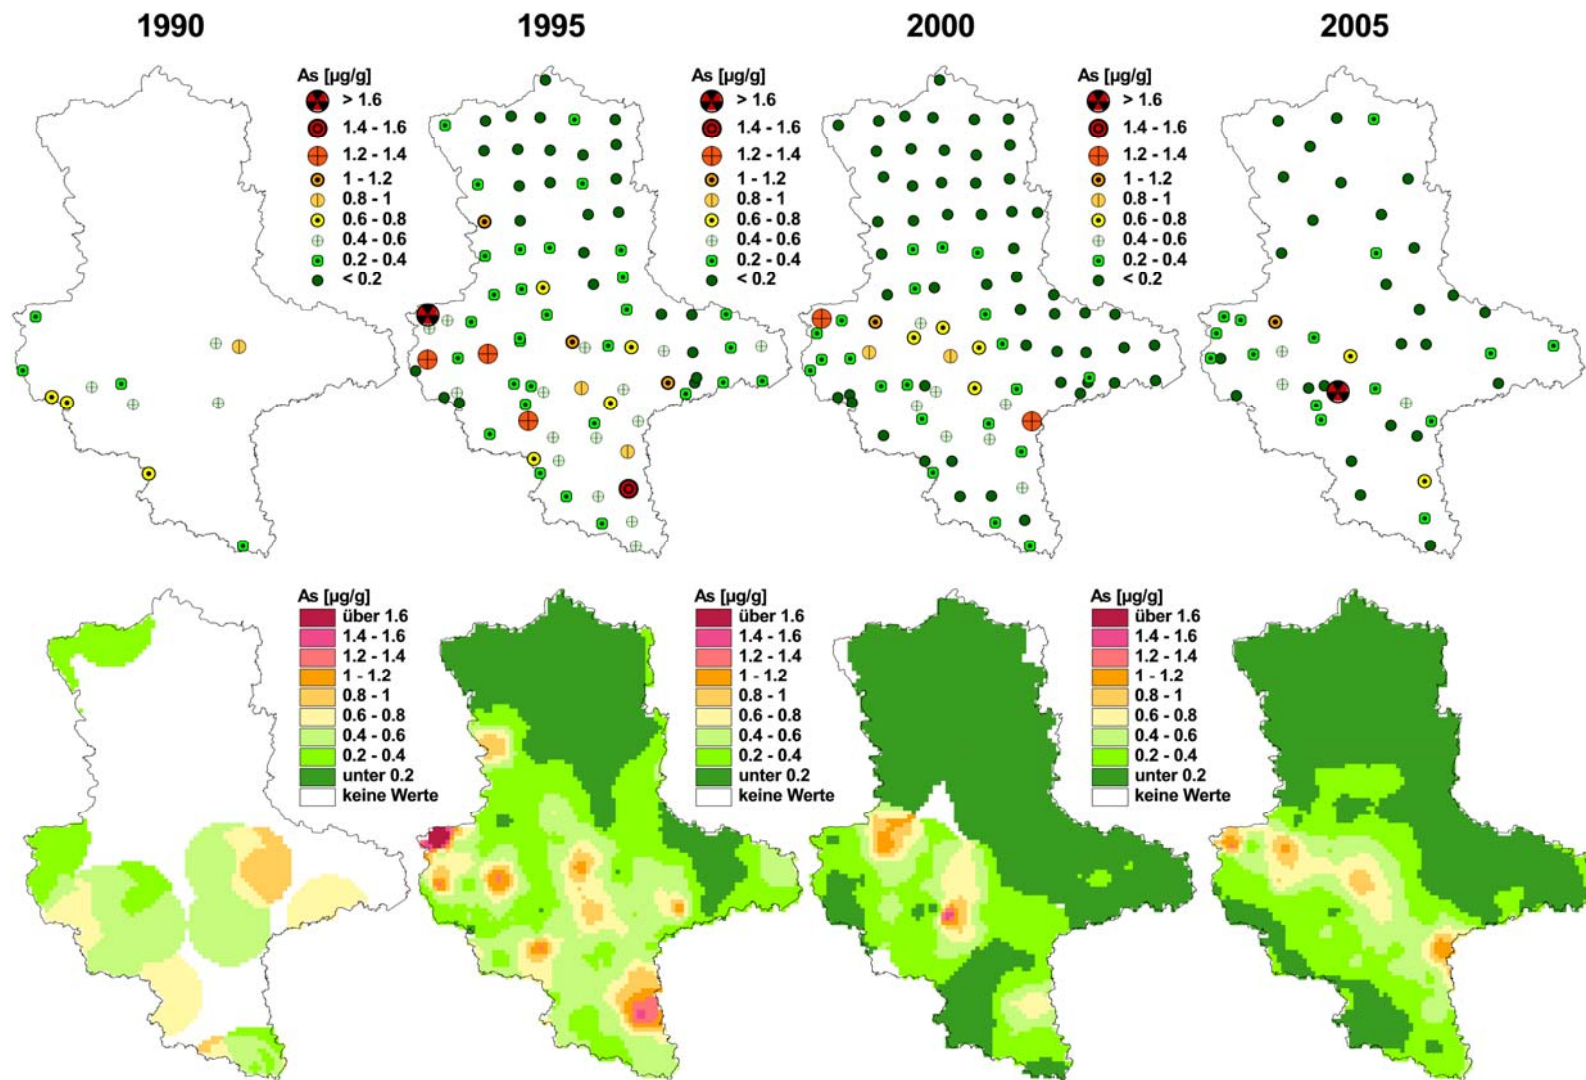 1990
1995
2000
2005
As [µg/g]
> 1.6
1.4 - 1.6
1.2 - 1.4
1 - 1.2
0.8 - 1
0.6 - 0.8
0.4 - 0.6
0.2 - 0.4
< 0.2
As [µg/g]
> 1.6
1.4 - 1.6
1.2 - 1.4
1 - 1.2
0.8 - 1
0.6 - 0.8
0.4 - 0.6
0.2 - 0.4
< 0.2
As [µg/g]
> 1.6
1.4 - 1.6
1.2 - 1.4
1 - 1.2
0.8 - 1
0.6 - 0.8
0.4 - 0.6
0.2 - 0.4
< 0.2
As [µg/g]
über 1.6
1.4 - 1.6
1.2 - 1.4
1 - 1.2
0.8 - 1
0.6 - 0.8
0.4 - 0.6
0.2 - 0.4
unter 0.2
keine Werte
As [µg/g]
über 1.6
1.4 - 1.6
1.2 - 1.4
1 - 1.2
0.8 - 1
0.6 - 0.8
0.4 - 0.6
0.2 - 0.4
unter 0.2
keine Werte
As [µg/g]
über 1.6
1.4 - 1.6
1.2 - 1.4
1 - 1.2
0.8 - 1
0.6 - 0.8
0.4 - 0.6
0.2 - 0.4
unter 0.2
keine Werte